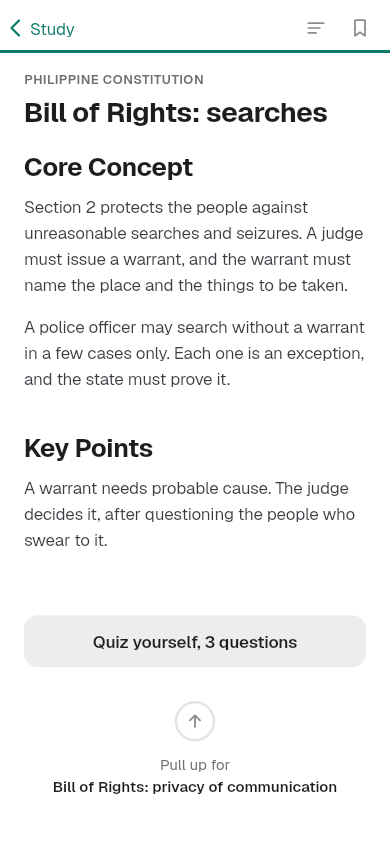 Study
PHILIPPINE CONSTITUTION
Bill of Rights: searches
Core Concept
Section 2 protects the people against
unreasonable searches and seizures. A judge
must issue a warrant, and the warrant must
name the place and the things to be taken.
A police officer may search without a warrant
in a few cases only. Each one is an exception,
and the state must prove it.
Key Points
A warrant needs probable cause. The judge
decides it, after questioning the people who
swear to it.
Quiz yourself, 3 questions
Pull up for
Bill of Rights: privacy of communication